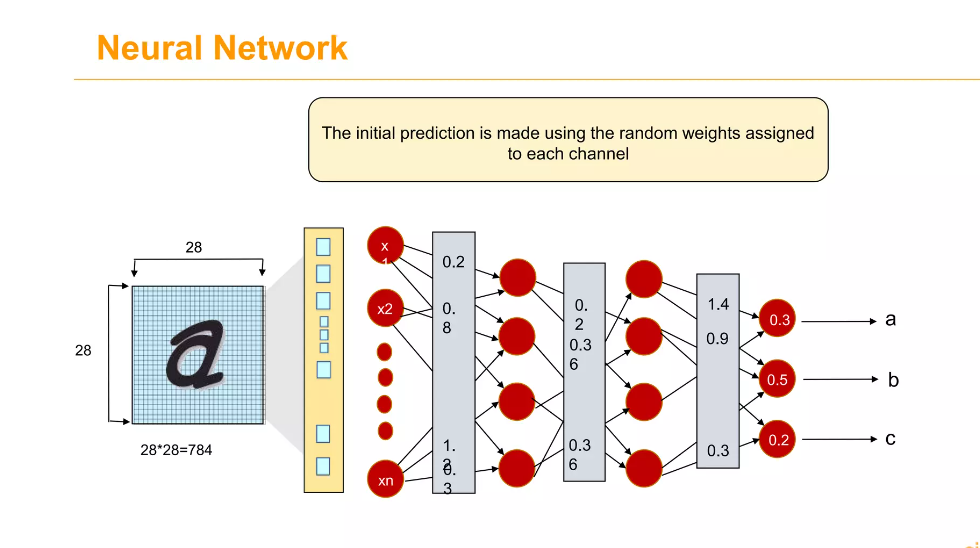 Neural Network
The initial prediction is made using the random weights assigned
to each channel
28
28
a
28*28=784
x
1
x2
xn
0.2
0.
8
1.
2
0.
3
0.
2
0.3
6
0.3
6
1.4
0.9
0.3
0.3
0.5
0.2
a
b
c